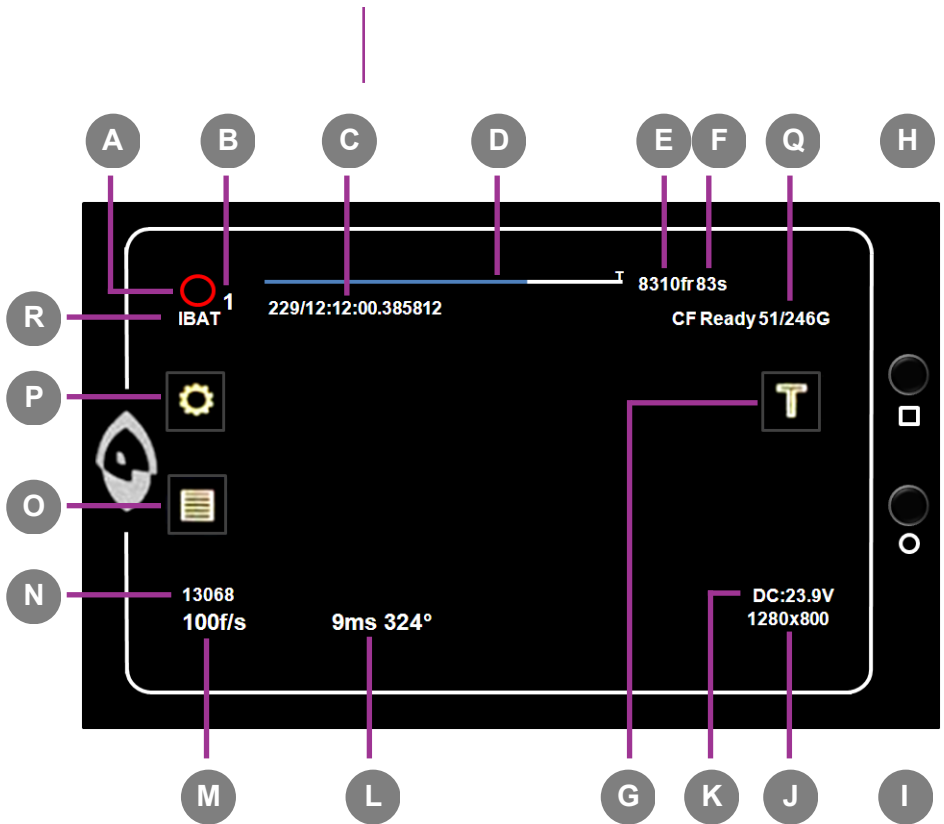 A B C D E F Q H
T
8310fr 83s
1
229/12:12:00.385812
IBAT
CF Ready 51/246G
R
P
T
O
N
13068
DC:23.9V
100f/s
9ms 324°
1280x800
M L G K J I